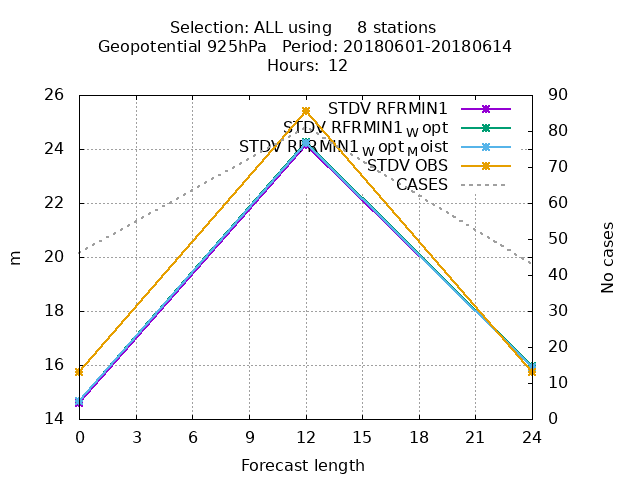 Selection: ALL using     8 stations
Geopotential 925hPa   Period: 20180601-20180614
Hours:  12
STDV RFRMIN1
STDV RFRMIN1 W opt
STDV RFRMIN1 W opt M oist
STDV OBS
CASES
26
24
22
20
18
16
14
m
90
80
70
60
50
40
30
20
10
0
No cases
0 3 6 9 12 15 18 21 24
Forecast length